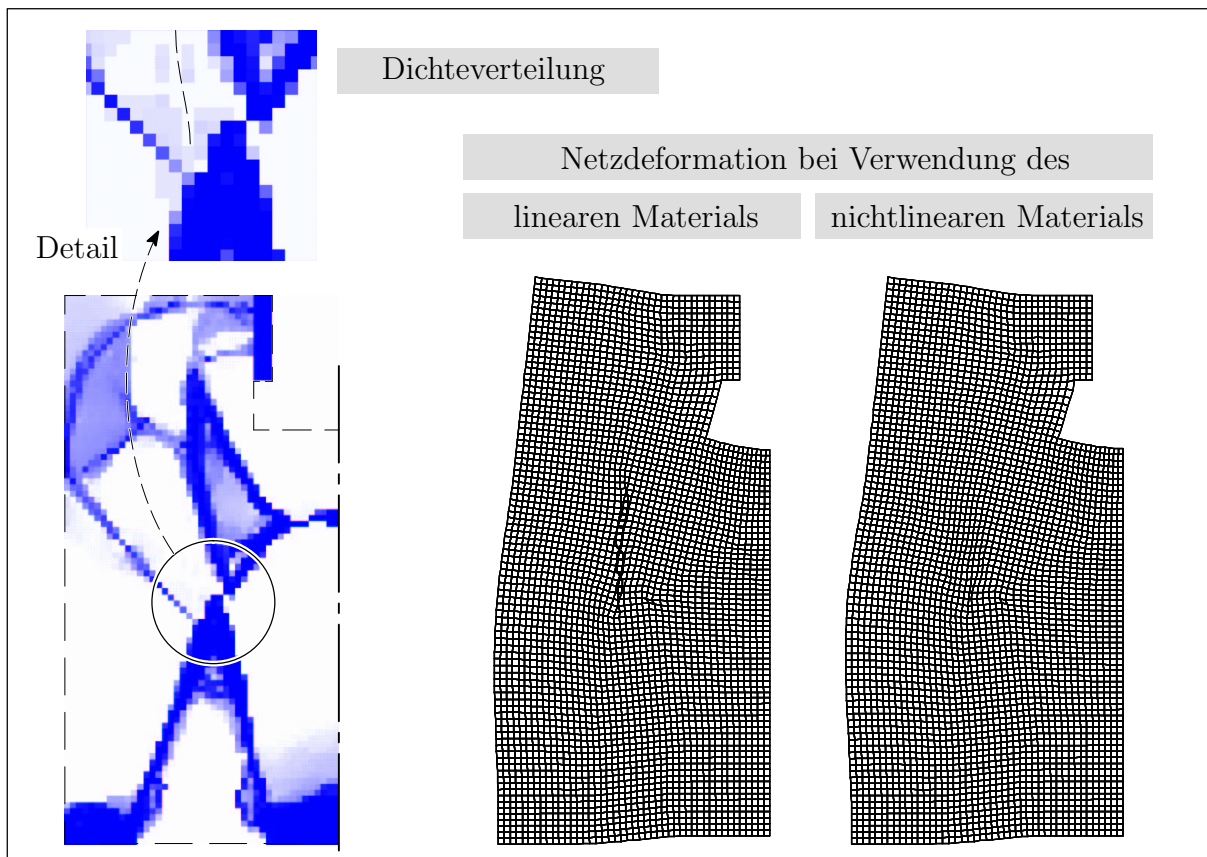 Dichteverteilung
Netzdeformation bei Verwendung des
linearen Materials
nichtlinearen Materials
Detail